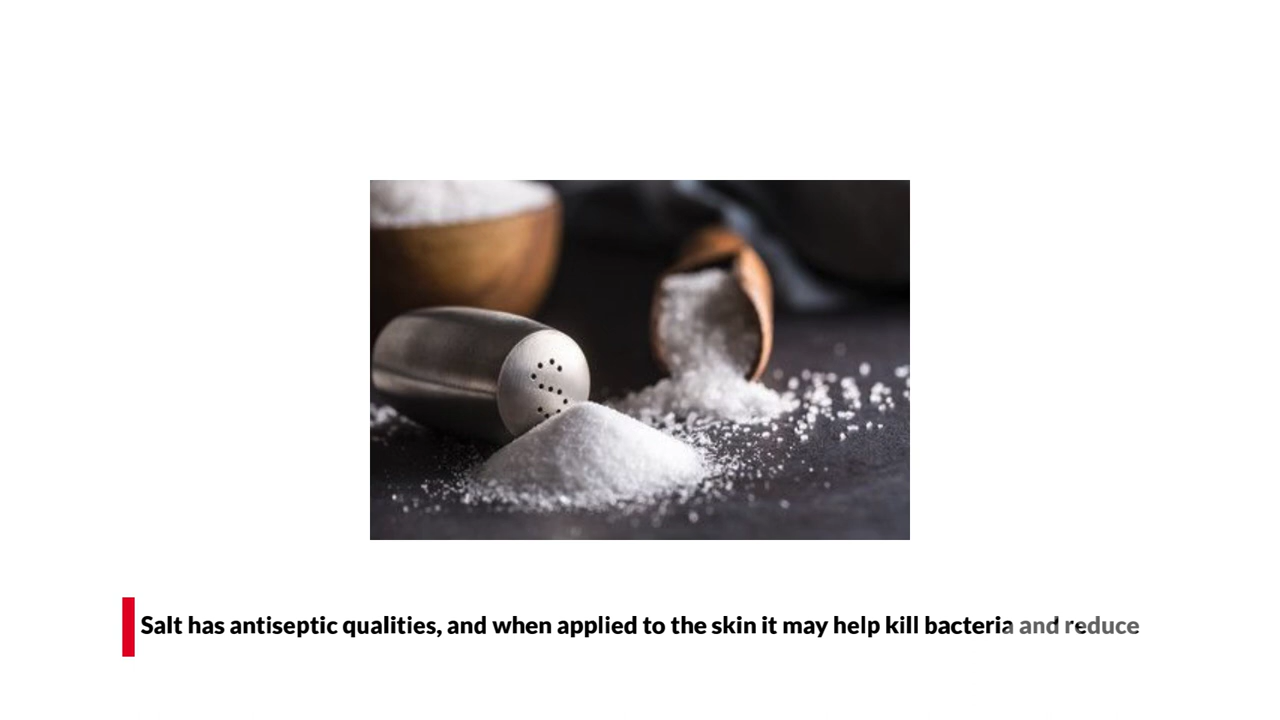 S
Salt has antiseptic qualities, and when applied to the skin it may help kill bacteria and reduce